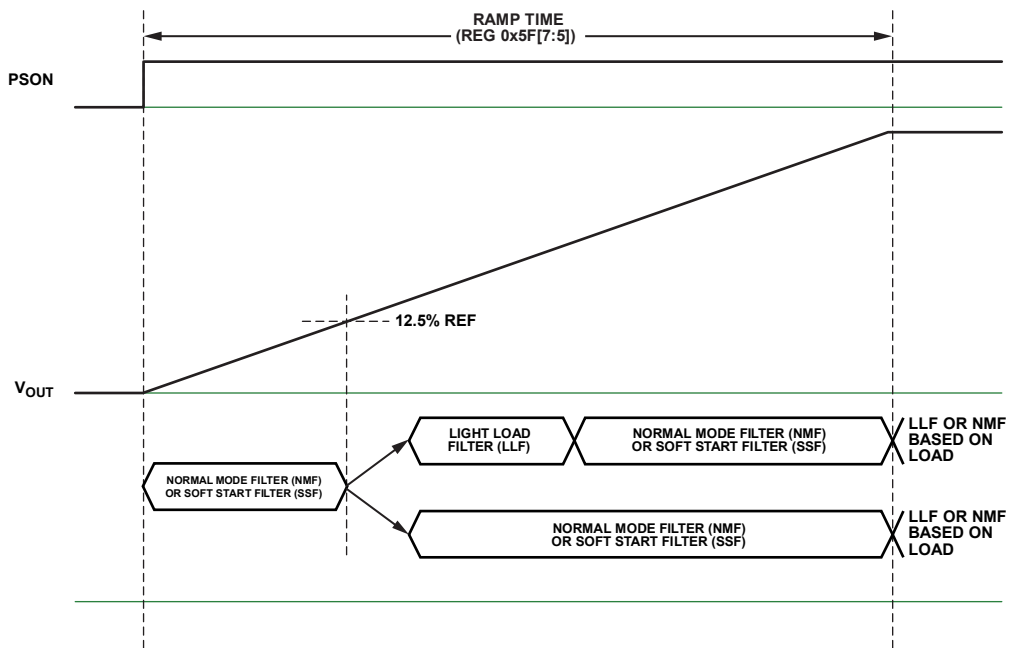 RAMP TIME
(REG 0x5F[7:5])
PSON
12.5% REF
VOUT
LIGHT LOAD
FILTER (LLF)
NORMAL MODE FILTER (NMF)
OR SOFT START FILTER (SSF)
LLF OR NMF
BASED ON
LOAD
NORMAL MODE FILTER (NMF)
OR SOFT START FILTER (SSF)
NORMAL MODE FILTER (NMF)
OR SOFT START FILTER (SSF)
LLF OR NMF
BASED ON
LOAD